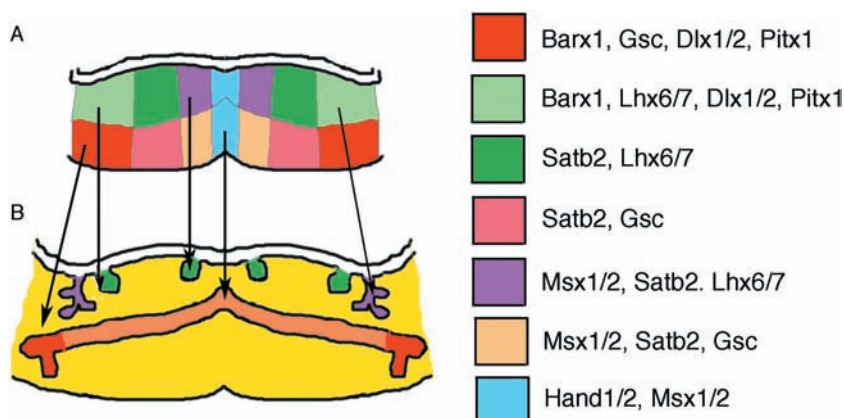 A
Barx1, Gsc, Dlx1/2, Pitx1
Barx1, Lhx6/7, Dlx1/2, Pitx1
Satb2, Lhx6/7
B
Satb2, Gsc
Msx1/2, Satb2. Lhx6/7
Msx1/2, Satb2, Gsc
Hand1/2, Msx1/2